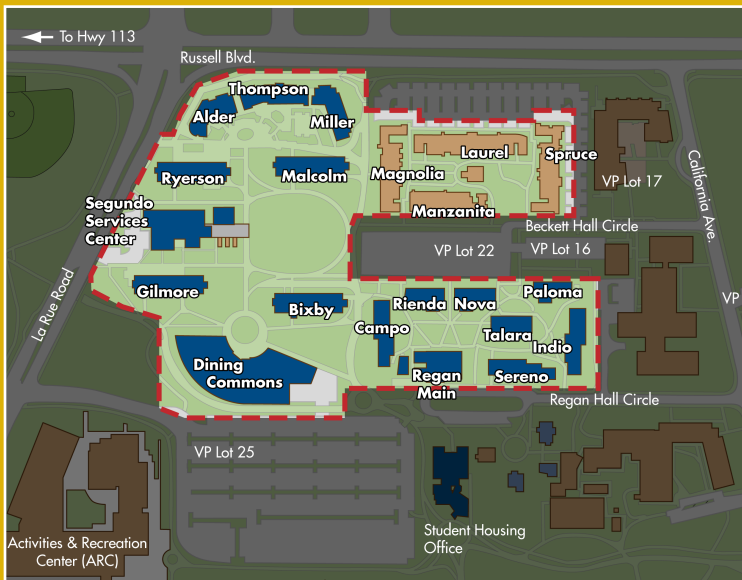 To Hwy 113
Russell Blvd.
Thompson
Alder
Miller
Laurel
Spruce
Ryerson
Malcolm
Magnolia
VP Lot 17
California Ave.
Segundo
Services
Center
Manzanita
Beckett Hall Circle
VP Lot 22
VP Lot 16
La Rue Road
Gilmore
Bixby
Rienda
Nova
Paloma
VP
Campo
Talara
Indio
Dining
Commons
Regan
Main
Sereno
Regan Hall Circle
VP Lot 25
Student Housing
Office
Activities & Recreation
Center (ARC)